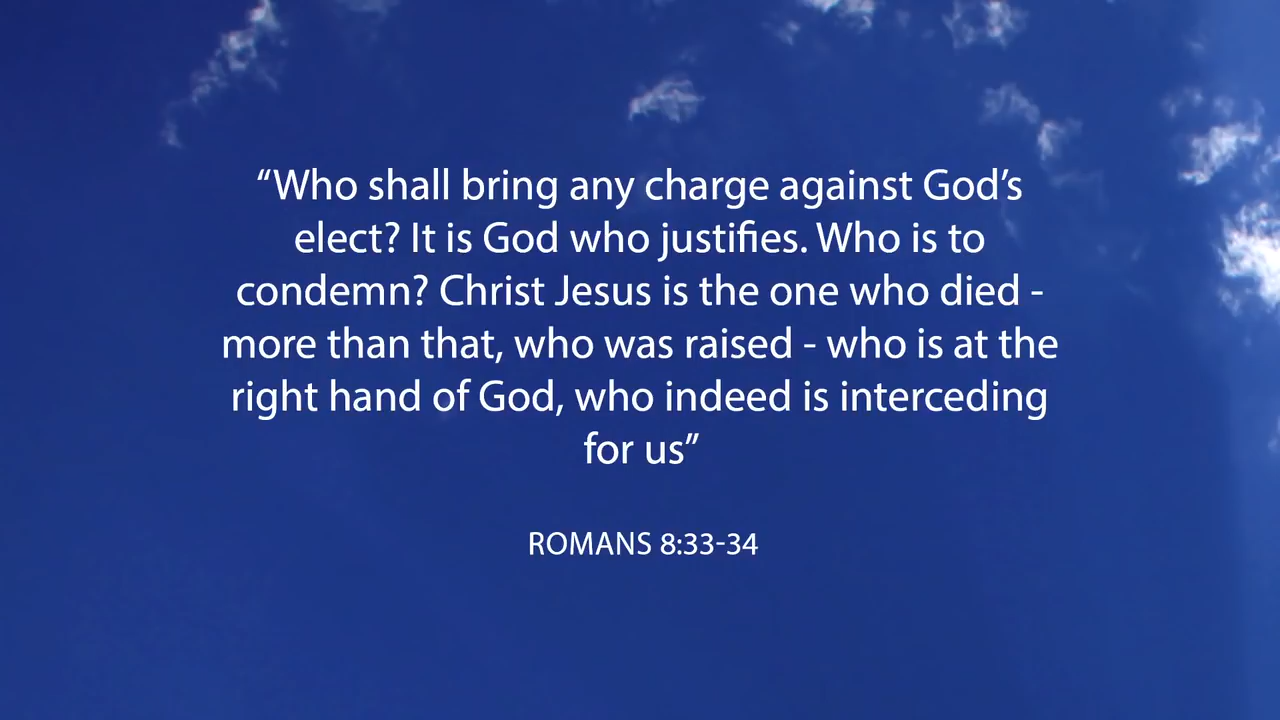 “Who shall bring any charge against God’s
elect? It is God who justifies. Who is to
condemn? Christ Jesus is the one who died -
more than that, who was raised - who is at the
right hand of God, who indeed is interceding
for us”
ROMANS 8:33-34